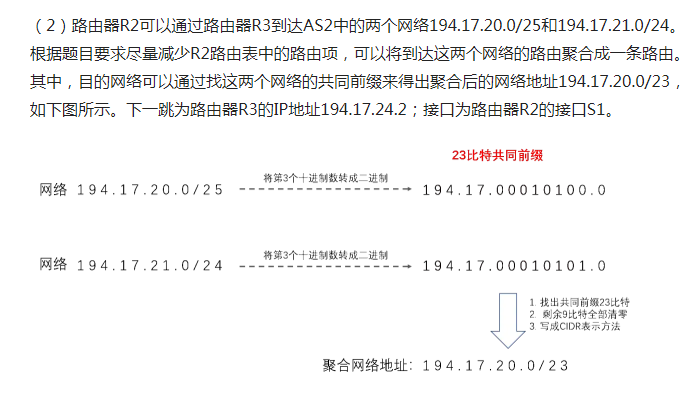 （2）路由器R2可以通过路由器R3到达AS2中的两个网络194.17.20.0/25和194.17.21.0/24。
根据题目要求尽量减少R2路由表中的路由项，可以将到达这两个网络的路由聚合成一条路由。
其中，目的网络可以通过找这两个网络的共同前缀来得出聚合后的网络地址194.17.20.0/23，
如下图所示。下一跳为路由器R3的IP地址194.17.24.2；接口为路由器R2的接口S1。
23比特共同前缀
网络 194.17.20.0/25 将第3个十进制数转成二进制 194.17.00010100.0
网络 194.17.21.0/24 将第3个十进制数转成二进制 194.17.00010101.0
1. 找出共同前缀23比特
2. 剩余9比特全部清零
3. 写成CIDR表示方法
聚合网络地址：194.17.20.0/23